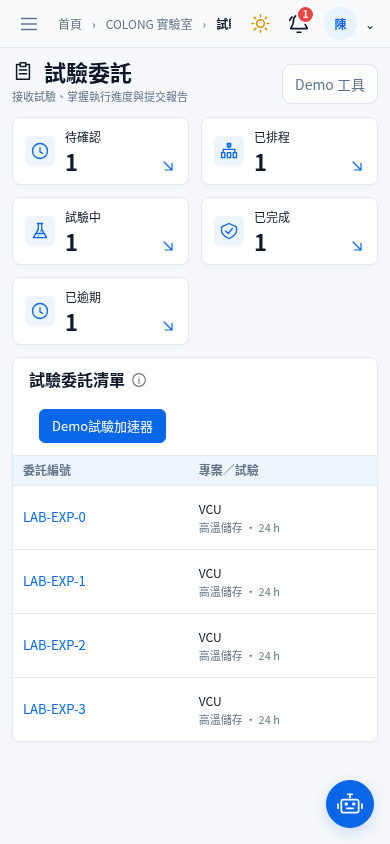 首頁 › COLONG 實驗室 ›
1
陳
試驗委託
接收試驗、掌握執行進度與提交報告
Demo 工具
待確認
1
已排程
1
試驗中
1
已完成
1
已逾期
1
試驗委託清單
Demo試驗加速器
委託編號 專案／試驗
LAB-EXP-0
VCU
高溫儲存 · 24 h
LAB-EXP-1
VCU
高溫儲存 · 24 h
LAB-EXP-2
VCU
高溫儲存 · 24 h
LAB-EXP-3
VCU
高溫儲存 · 24 h